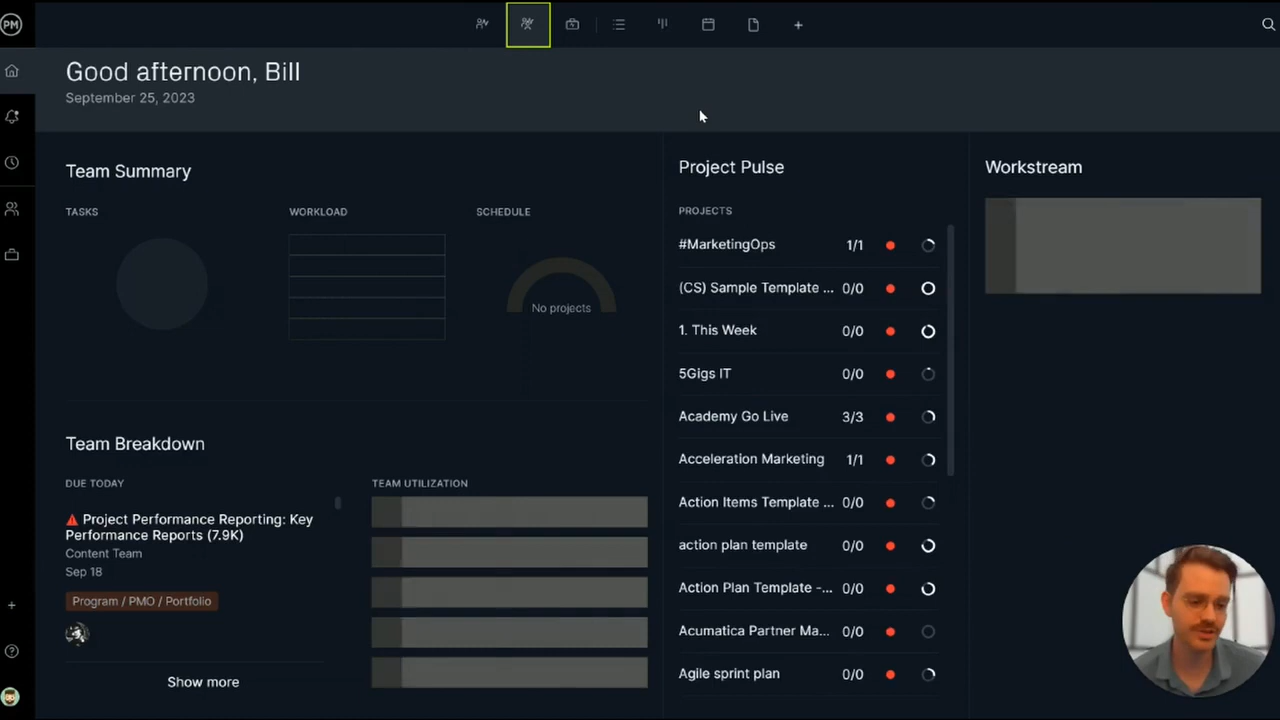 PM
Good afternoon, Bill
September 25, 2023
Team Summary
TASKS
WORKLOAD
SCHEDULE
No projects
Team Breakdown
DUE TODAY
Project Performance Reporting: Key
Performance Reports (7.9K)
Content Team
Sep 18
Program / PMO / Portfolio
Show more
TEAM UTILIZATION
Project Pulse
PROJECTS
#MarketingOps 1/1
(CS) Sample Template ... 0/0
1. This Week 0/0
5Gigs IT 0/0
Academy Go Live 3/3
Acceleration Marketing 1/1
Action Items Template ... 0/0
action plan template 0/0
Action Plan Template -... 0/0
Acumatica Partner Ma... 0/0
Agile sprint plan 0/0
Workstream